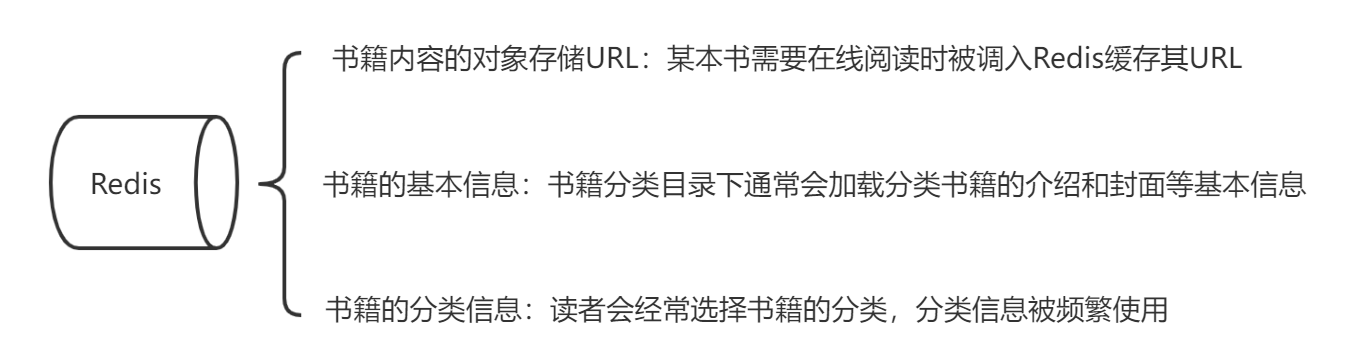 书籍内容的对象存储URL：某本书需要在线阅读时被调入Redis缓存其URL
Redis
书籍的基本信息：书籍分类目录下通常会加载分类书籍的介绍和封面等基本信息
书籍的分类信息：读者会经常选择书籍的分类，分类信息被频繁使用